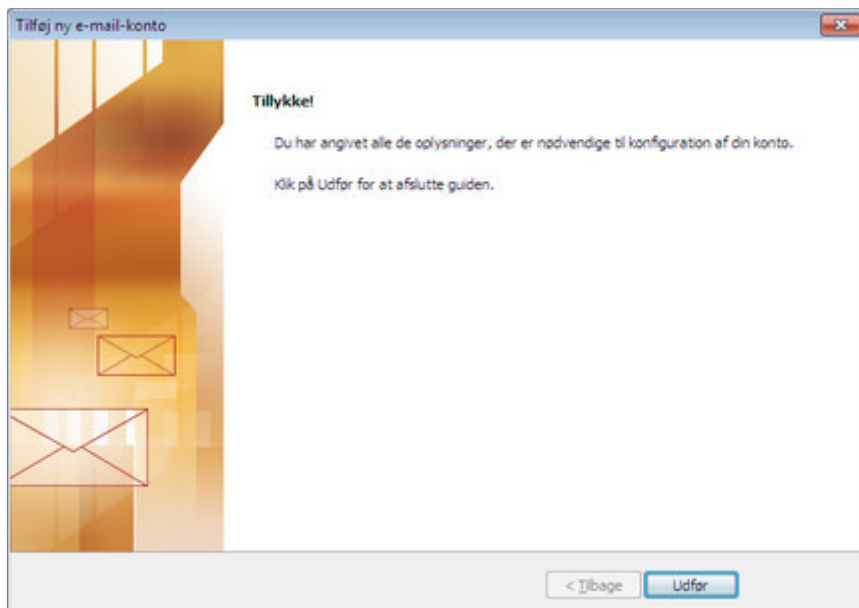 Tilføj ny e-mail-konto
Tillykke!
Du har angivet alle de oplysninger, der er nødvendige til konfiguration af din konto.
Klik på Udfør for at afslutte guiden.
< Tilbage
Udfør